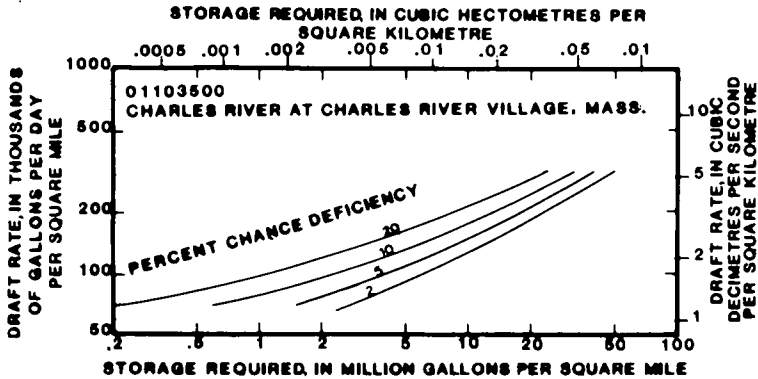 STORAGE REQUIRED, IN CUBIC HECTOMETRES PER
SQUARE KILOMETRE
.0005 .001 .002 .005 .01 .02 .05 .01
DRAFT RATE, IN THOUSANDS
OF GALLONS PER DAY
PER SQUARE MILE
1000
500
200
100
50
01103500
CHARLES RIVER AT CHARLES RIVER VILLAGE, MASS.
PERCENT CHANCE DEFICIENCY
20
10
5
2
10
5
2
1
DRAFT RATE, IN CUBIC
DECIMETRES PER SECOND
PER SQUARE KILOMETRE
.2 .5 1 2 5 10 20 50 100
STORAGE REQUIRED, IN MILLION GALLONS PER SQUARE MILE